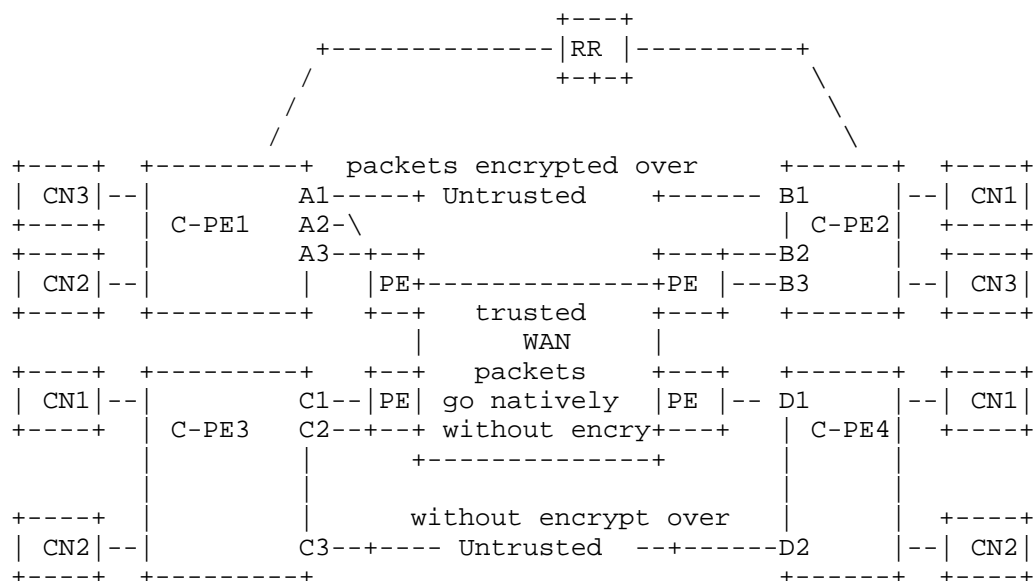 +----+
+--------------|RR |----------+
/ +-+-+ \
/ \
/ \
+----+ +---------+ packets encrypted over +------+ +-----+
| CN3|--| A1-----+ Untrusted +------ B1 |--| CN1|
+----+ | C-PE1 A2-\ | C-PE2| +-----+
+----+ | A3--+--+ +---+---B2 | +-----+
| CN2|--| | |PE+--------------+PE |---B3 |--| CN3|
+----+ +---------+ +--+ trusted +---+ +------+ +-----+
| WAN |
+----+ +---------+ +--+ packets +---+ +------+ +-----+
| CN1|--| C1--|PE| go natively |PE |-- D1 |--| CN1|
+----+ | C-PE3 C2--+--+ without encry+---+ | C-PE4| +-----+
| | +--------------+ | |
| | | |
+----+ | | without encrypt over | | +-----+
| CN2|--| C3--+---- Untrusted --+------D2 |--| CN2|
+----+ +---------+ +------+ +-----+